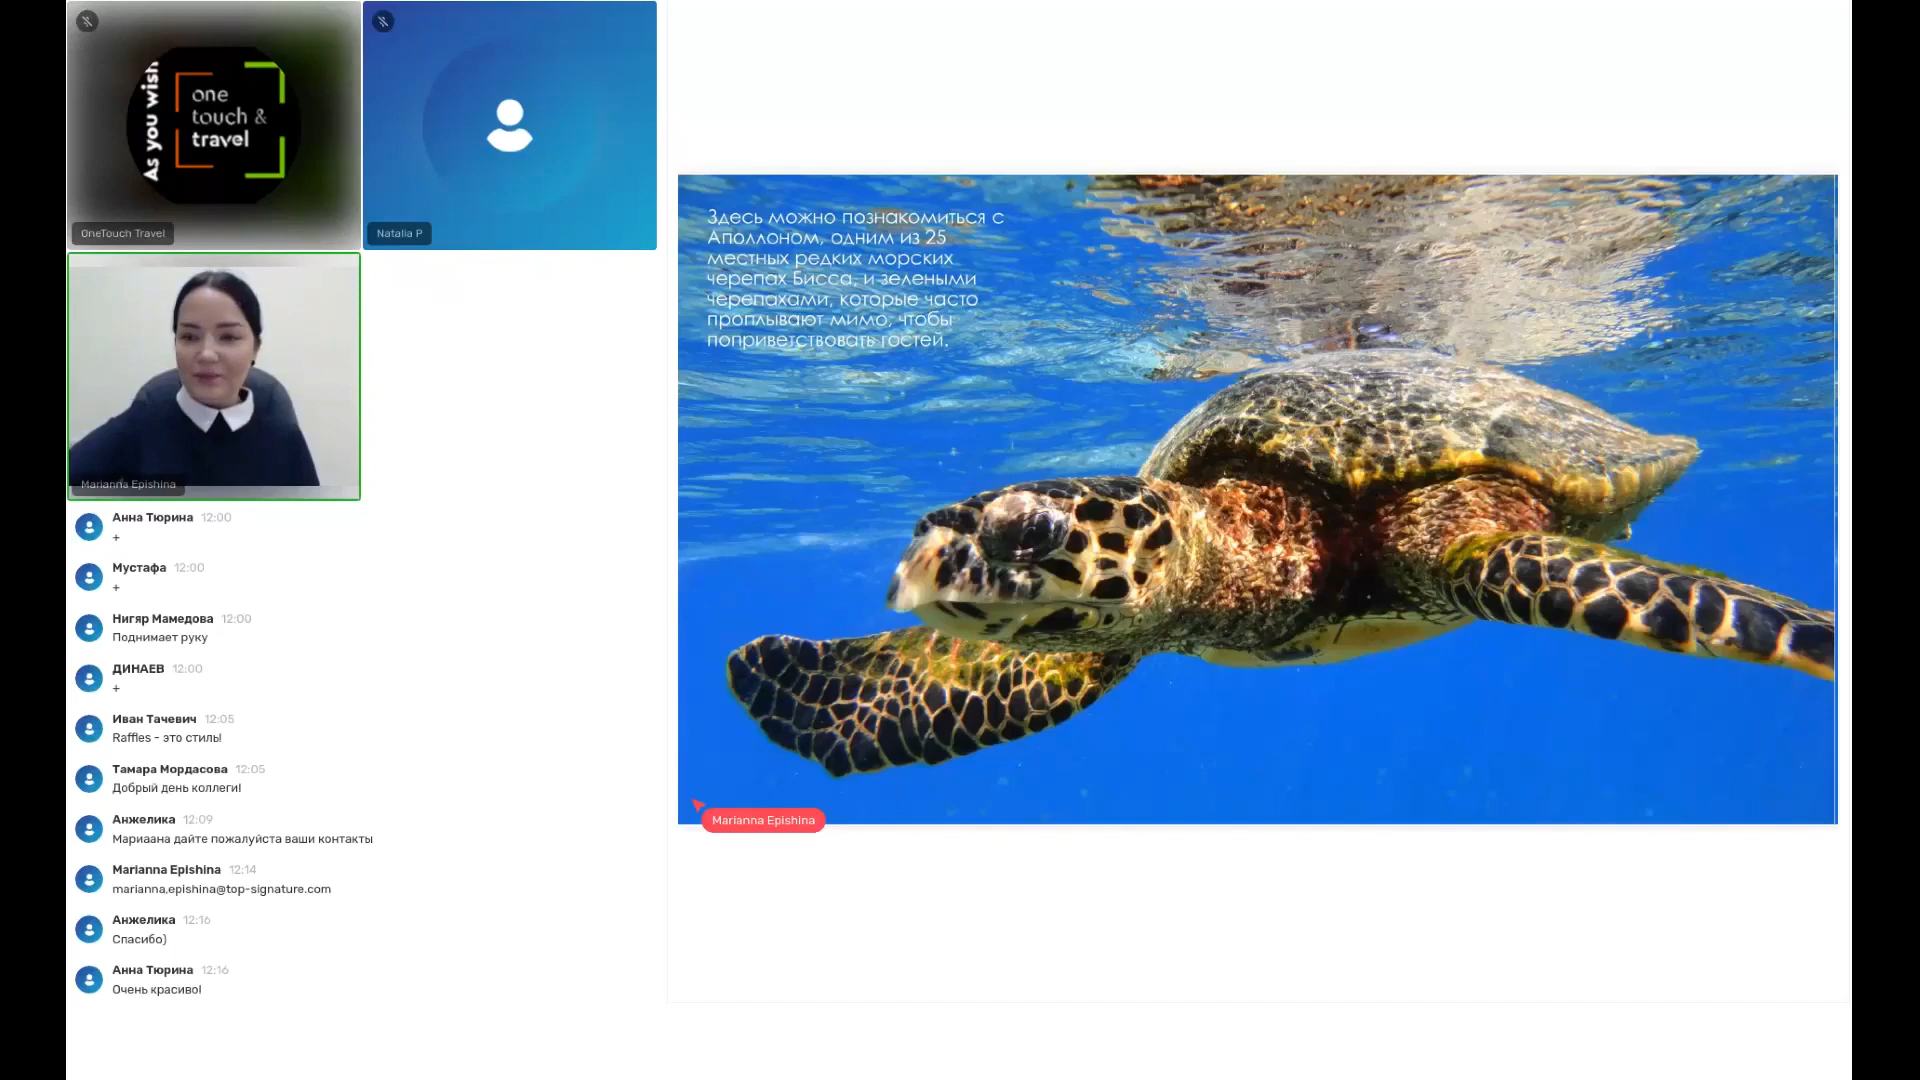 As you wish
one
touch &
travel
OneTouch Travel
Natalia P
Marianna Epishina
Анна Тюрина 12:00
+
Мустафа 12:00
+
Нигяр Мамедова 12:00
Поднимает руку
ДИНАЕВ 12:00
+
Иван Тачевич 12:05
Raffles - это стиль!
Тамара Мордасова 12:05
Добрый день коллеги!
Анжелика 12:09
Мариаана дайте пожалуйста ваши контакты
Marianna Epishina 12:14
marianna.epishina@top-signature.com
Анжелика 12:16
Спасибо)
Анна Тюрина 12:16
Очень красиво!
Здесь можно познакомиться с
Аполлоном, одним из 25
местных редких морских
черепах Бисса, и зелеными
черепахами, которые часто
проплывают мимо, чтобы
поприветствовать гостей.
Marianna Epishina